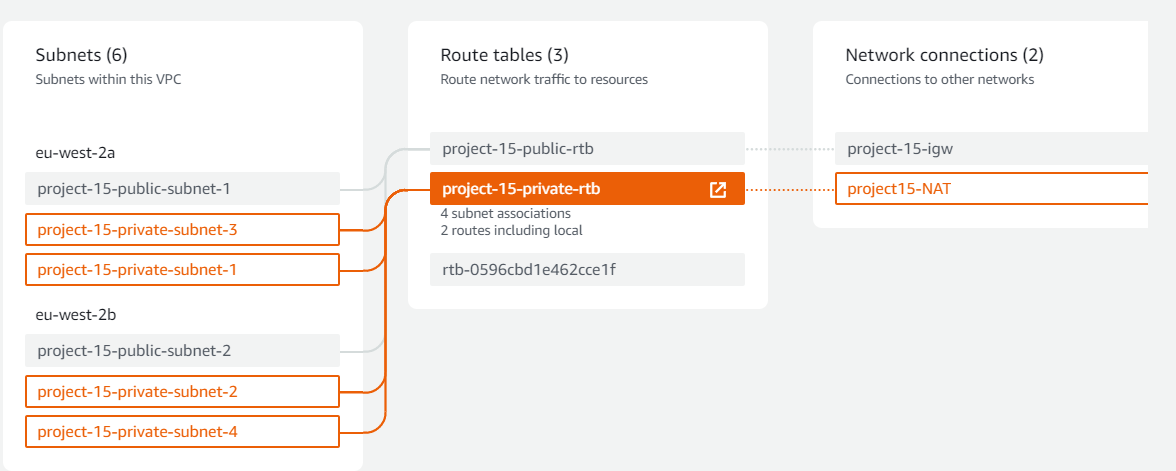 Subnets (6)
Subnets within this VPC
eu-west-2a
project-15-public-subnet-1
project-15-private-subnet-3
project-15-private-subnet-1
eu-west-2b
project-15-public-subnet-2
project-15-private-subnet-2
project-15-private-subnet-4
Route tables (3)
Route network traffic to resources
project-15-public-rtb
project-15-private-rtb
4 subnet associations
2 routes including local
rtb-0596cbd1e462cce1f
Network connections (2)
Connections to other networks
project-15-igw
project15-NAT